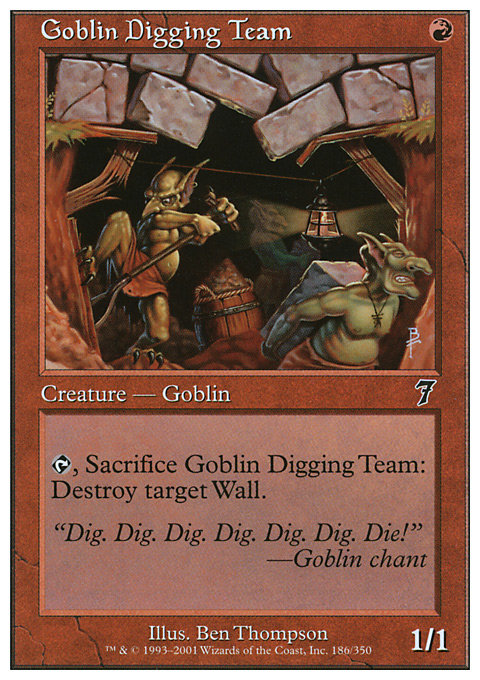 Goblin Digging Team
Creature — Goblin
7
, Sacrifice Goblin Digging Team:
Destroy target Wall.
“Dig. Dig. Dig. Dig. Dig. Dig. Die!”
—Goblin chant
Illus. Ben Thompson
™ & © 1993–2001 Wizards of the Coast, Inc. 186/350
1/1